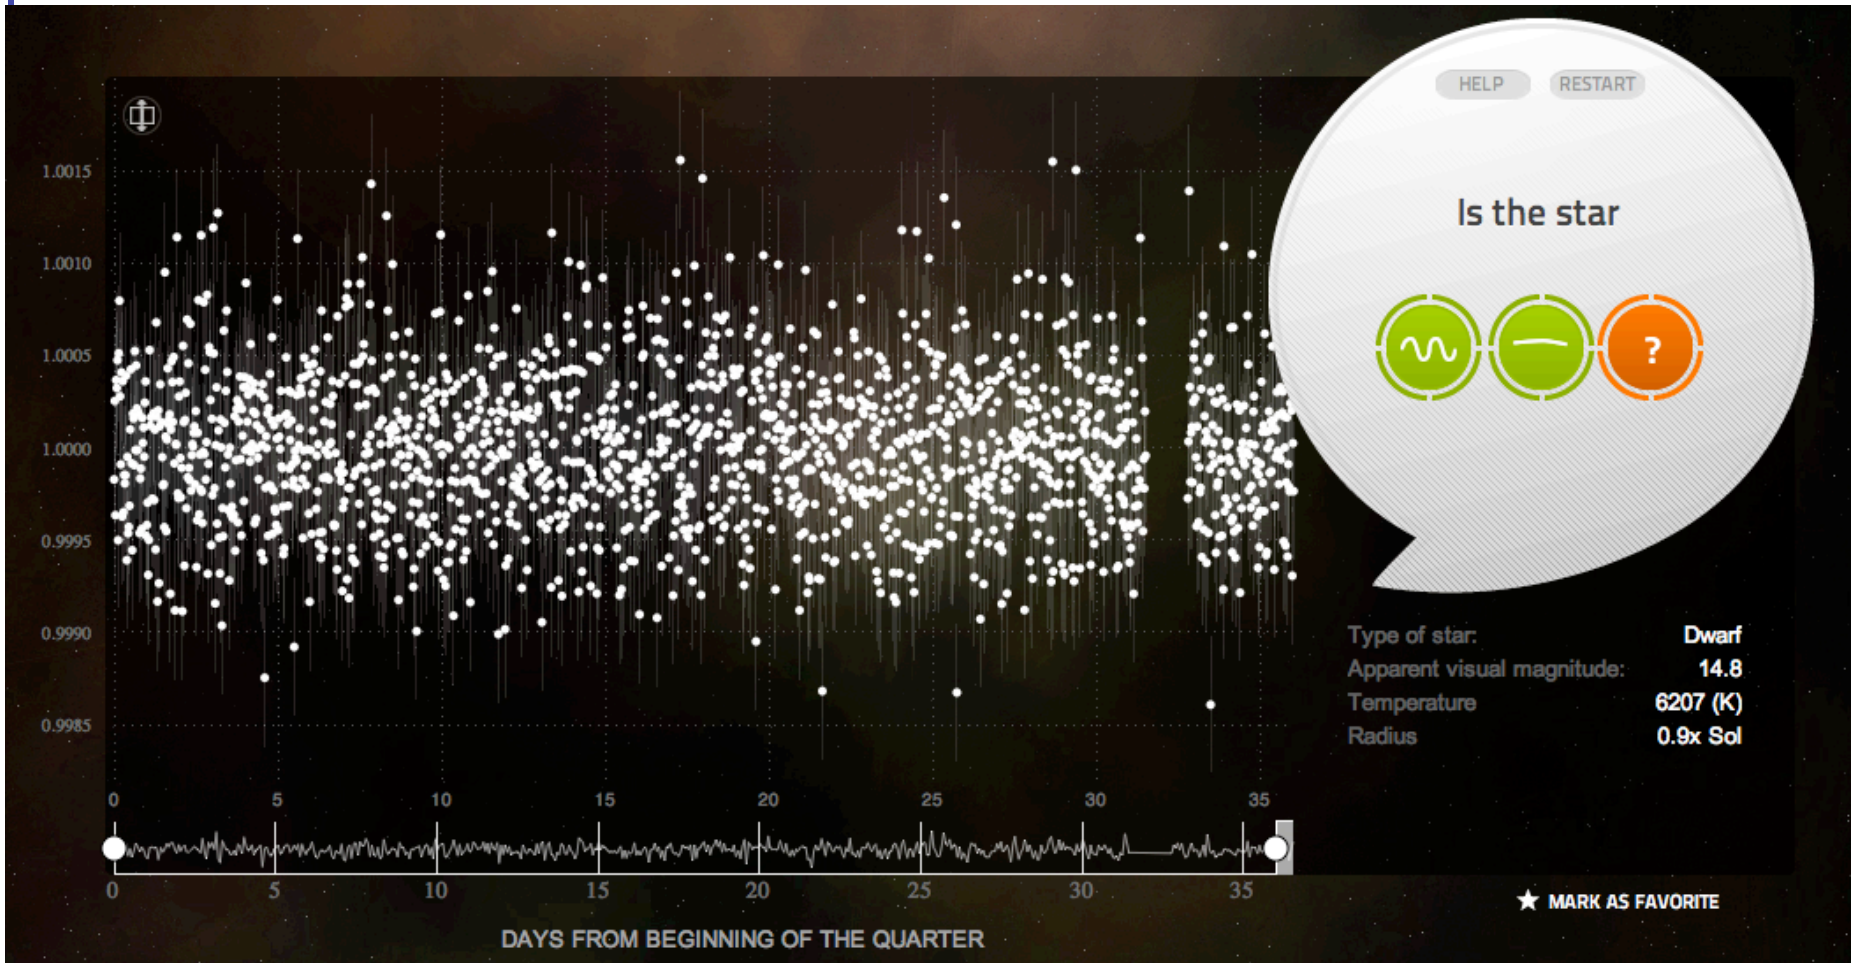 HELP RESTART
Is the star
?
1.0015
1.0010
1.0005
1.0000
0.9995
0.9990
0.9985
0 5 10 15 20 25 30 35
0 5 10 15 20 25 30 35
DAYS FROM BEGINNING OF THE QUARTER
Type of star: Dwarf
Apparent visual magnitude: 14.8
Temperature 6207 (K)
Radius 0.9x Sol
MARK AS FAVORITE